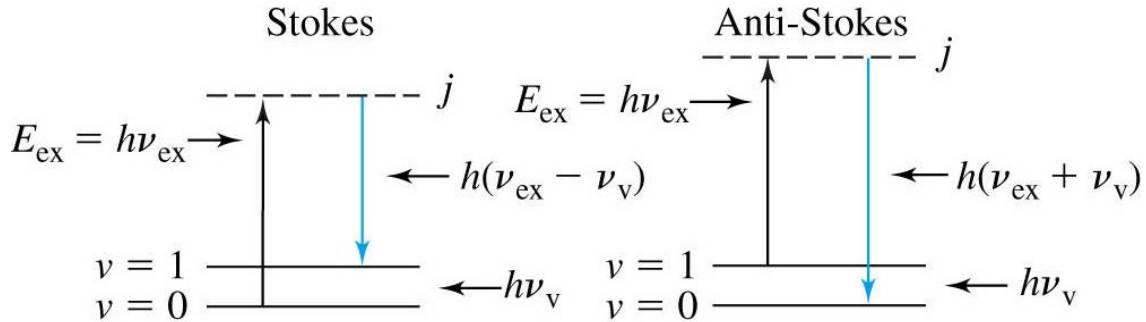 Stokes
j
E_ex = hν_ex
h(ν_ex − ν_v)
v = 1
v = 0
hν_v
Anti-Stokes
j
E_ex = hν_ex
h(ν_ex + ν_v)
v = 1
v = 0
hν_v